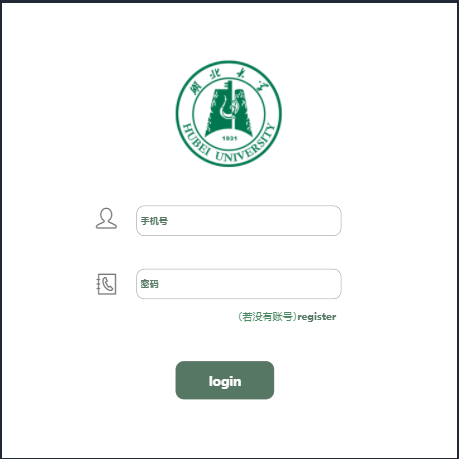 湖北大学
1931
HUBEI UNIVERSITY
手机号
密码
(若没有账号)register
login